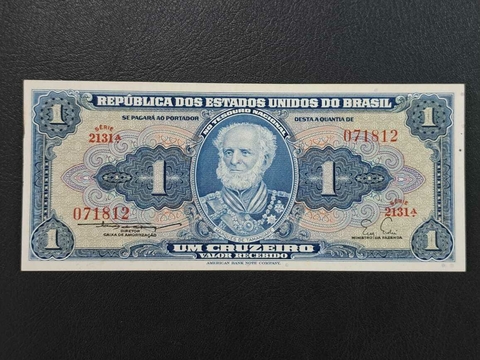 REPÚBLICA DOS ESTADOS UNIDOS DO BRASIL
SE PAGARÁ AO PORTADOR
NO TESOURO NACIONAL
DESTA A QUANTIA DE
1
SÉRIE
2131A
071812
1
1
1
071812
SÉRIE
2131A
1
DIRETOR
CAIXA DE AMORTIZAÇÃO
UM CRUZEIRO
VALOR RECEBIDO
MINISTRO DA FAZENDA
1
AMERICAN BANK NOTE COMPANY.